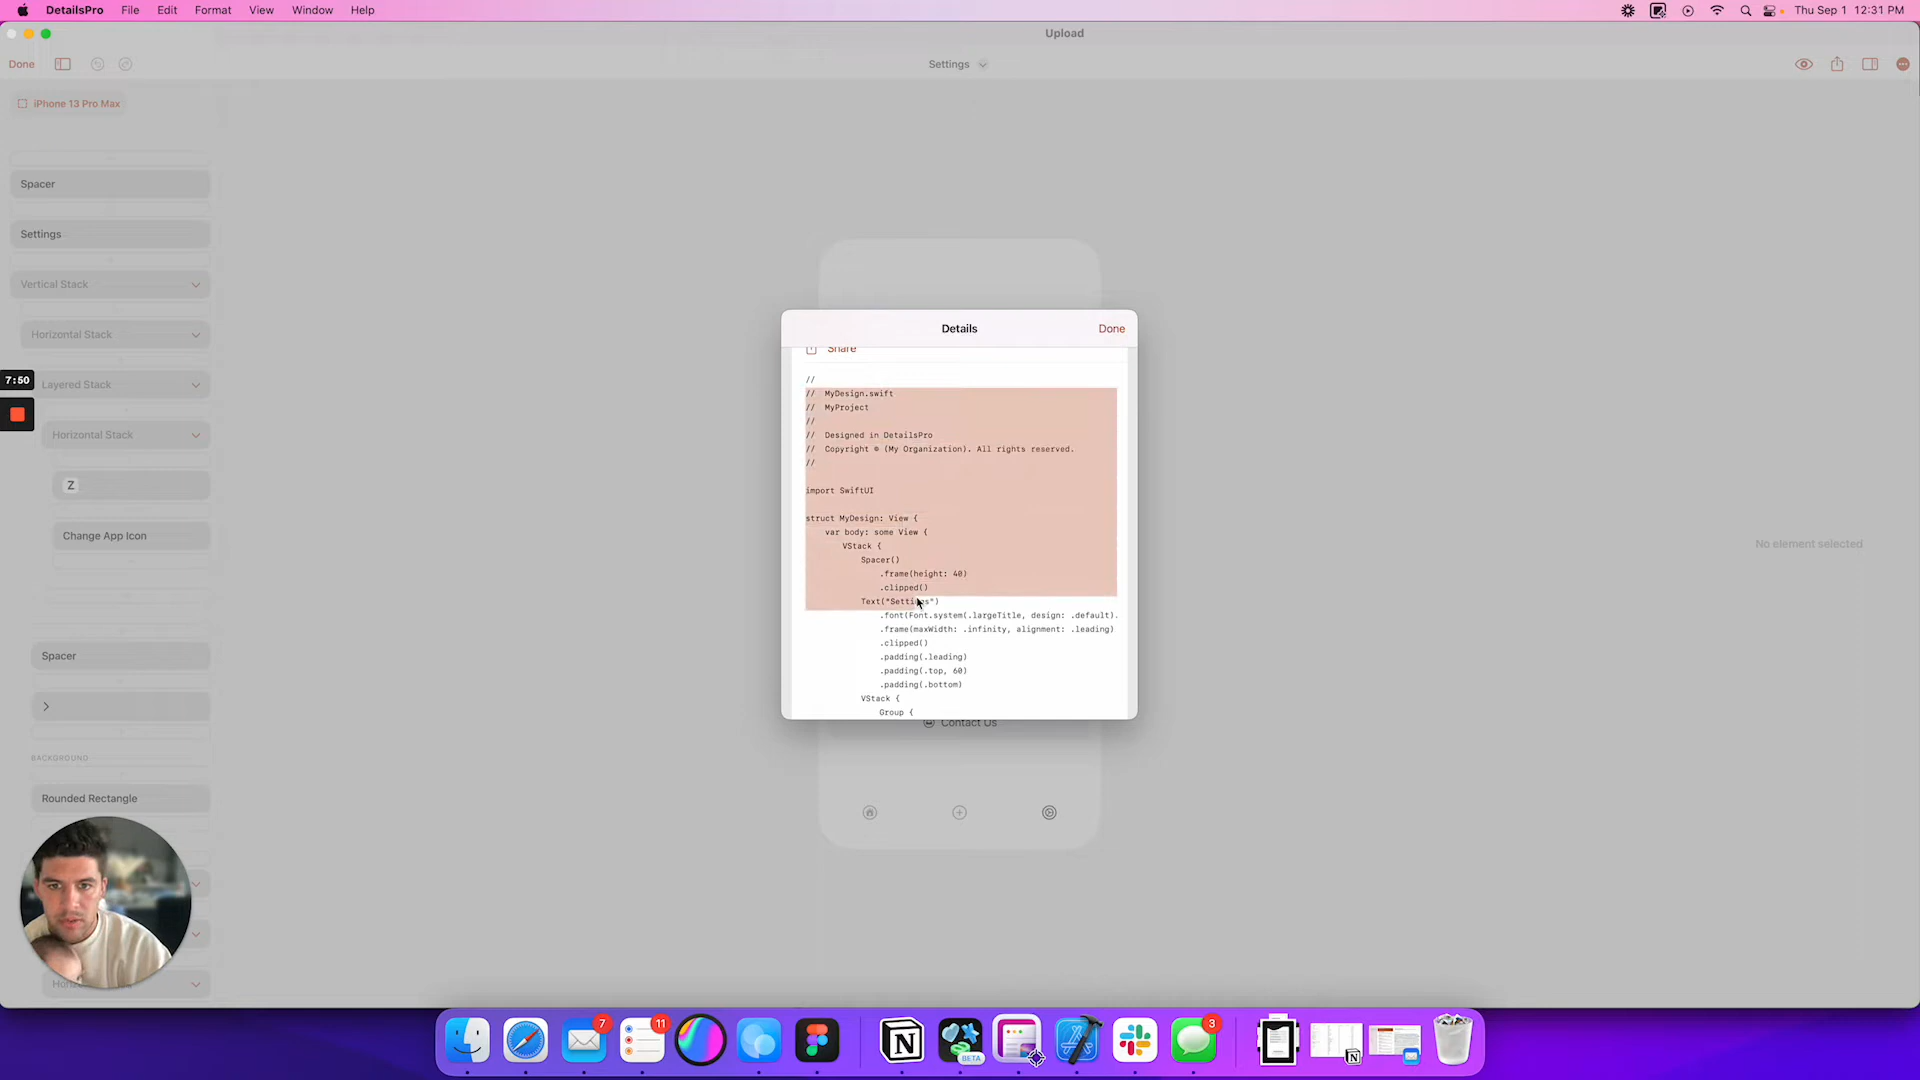 DetailsPro File Edit Format View Window Help Thu Sep 1 12:31 PM
Upload
Done Settings
iPhone 13 Pro Max
Spacer
Settings
Vertical Stack
Horizontal Stack
Layered Stack
7:50
Horizontal Stack
Z
Change App Icon
Spacer
BACKGROUND
Rounded Rectangle
No element selected
Details Done
Share
//
// MyDesign.swift
// MyProject
//
// Designed in DetailsPro
// Copyright © (My Organization). All rights reserved.
//
import SwiftUI
struct MyDesign: View {
var body: some View {
VStack {
Spacer()
.frame(height: 40)
.clipped()
Text("Settings")
.font(Font.system(.largeTitle, design: .default).
.frame(maxWidth: .infinity, alignment: .leading)
.clipped()
.padding(.leading)
.padding(.top, 60)
.padding(.bottom)
VStack {
Group {
Contact Us
7 11 BETA 3